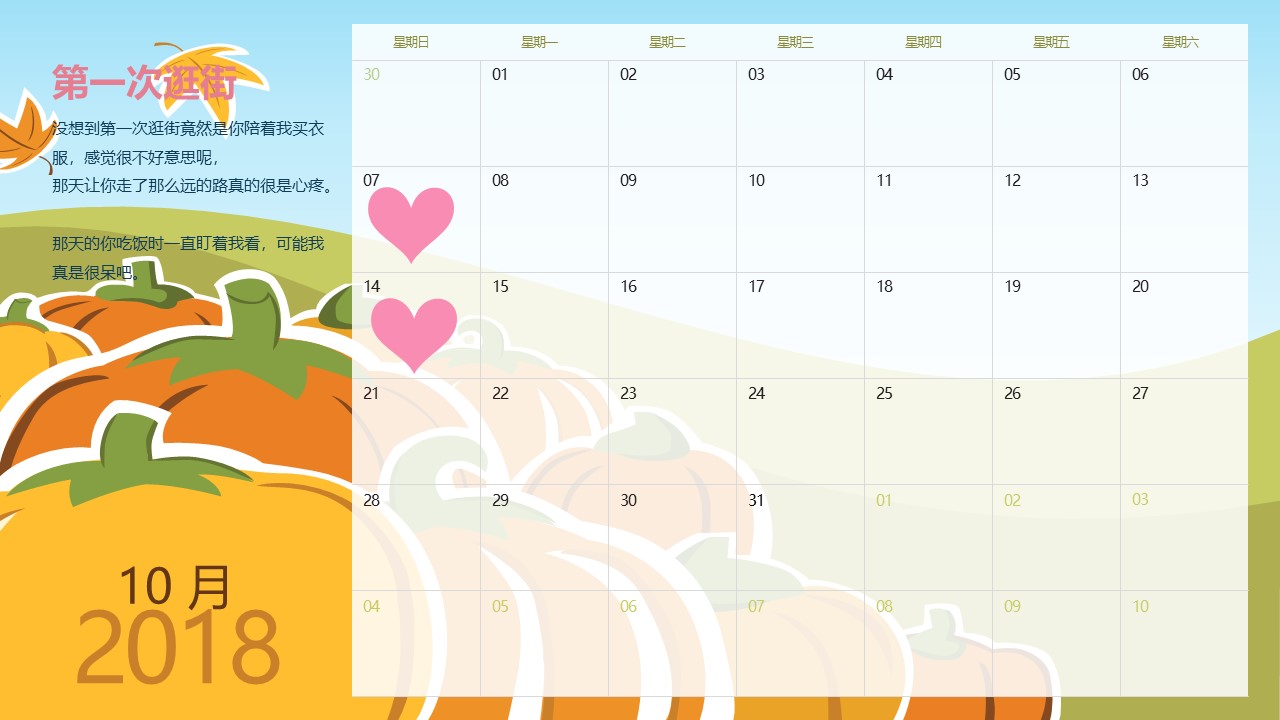 第一次逛街
没想到第一次逛街竟然是你陪着我买衣
服，感觉很不好意思呢，
那天让你走了那么远的路真的很是心疼。
那天的你吃饭时一直盯着我看，可能我
真是很呆吧。
10 月
2018
星期日 星期一 星期二 星期三 星期四 星期五 星期六
30 01 02 03 04 05 06
07 08 09 10 11 12 13
14 15 16 17 18 19 20
21 22 23 24 25 26 27
28 29 30 31 01 02 03
04 05 06 07 08 09 10